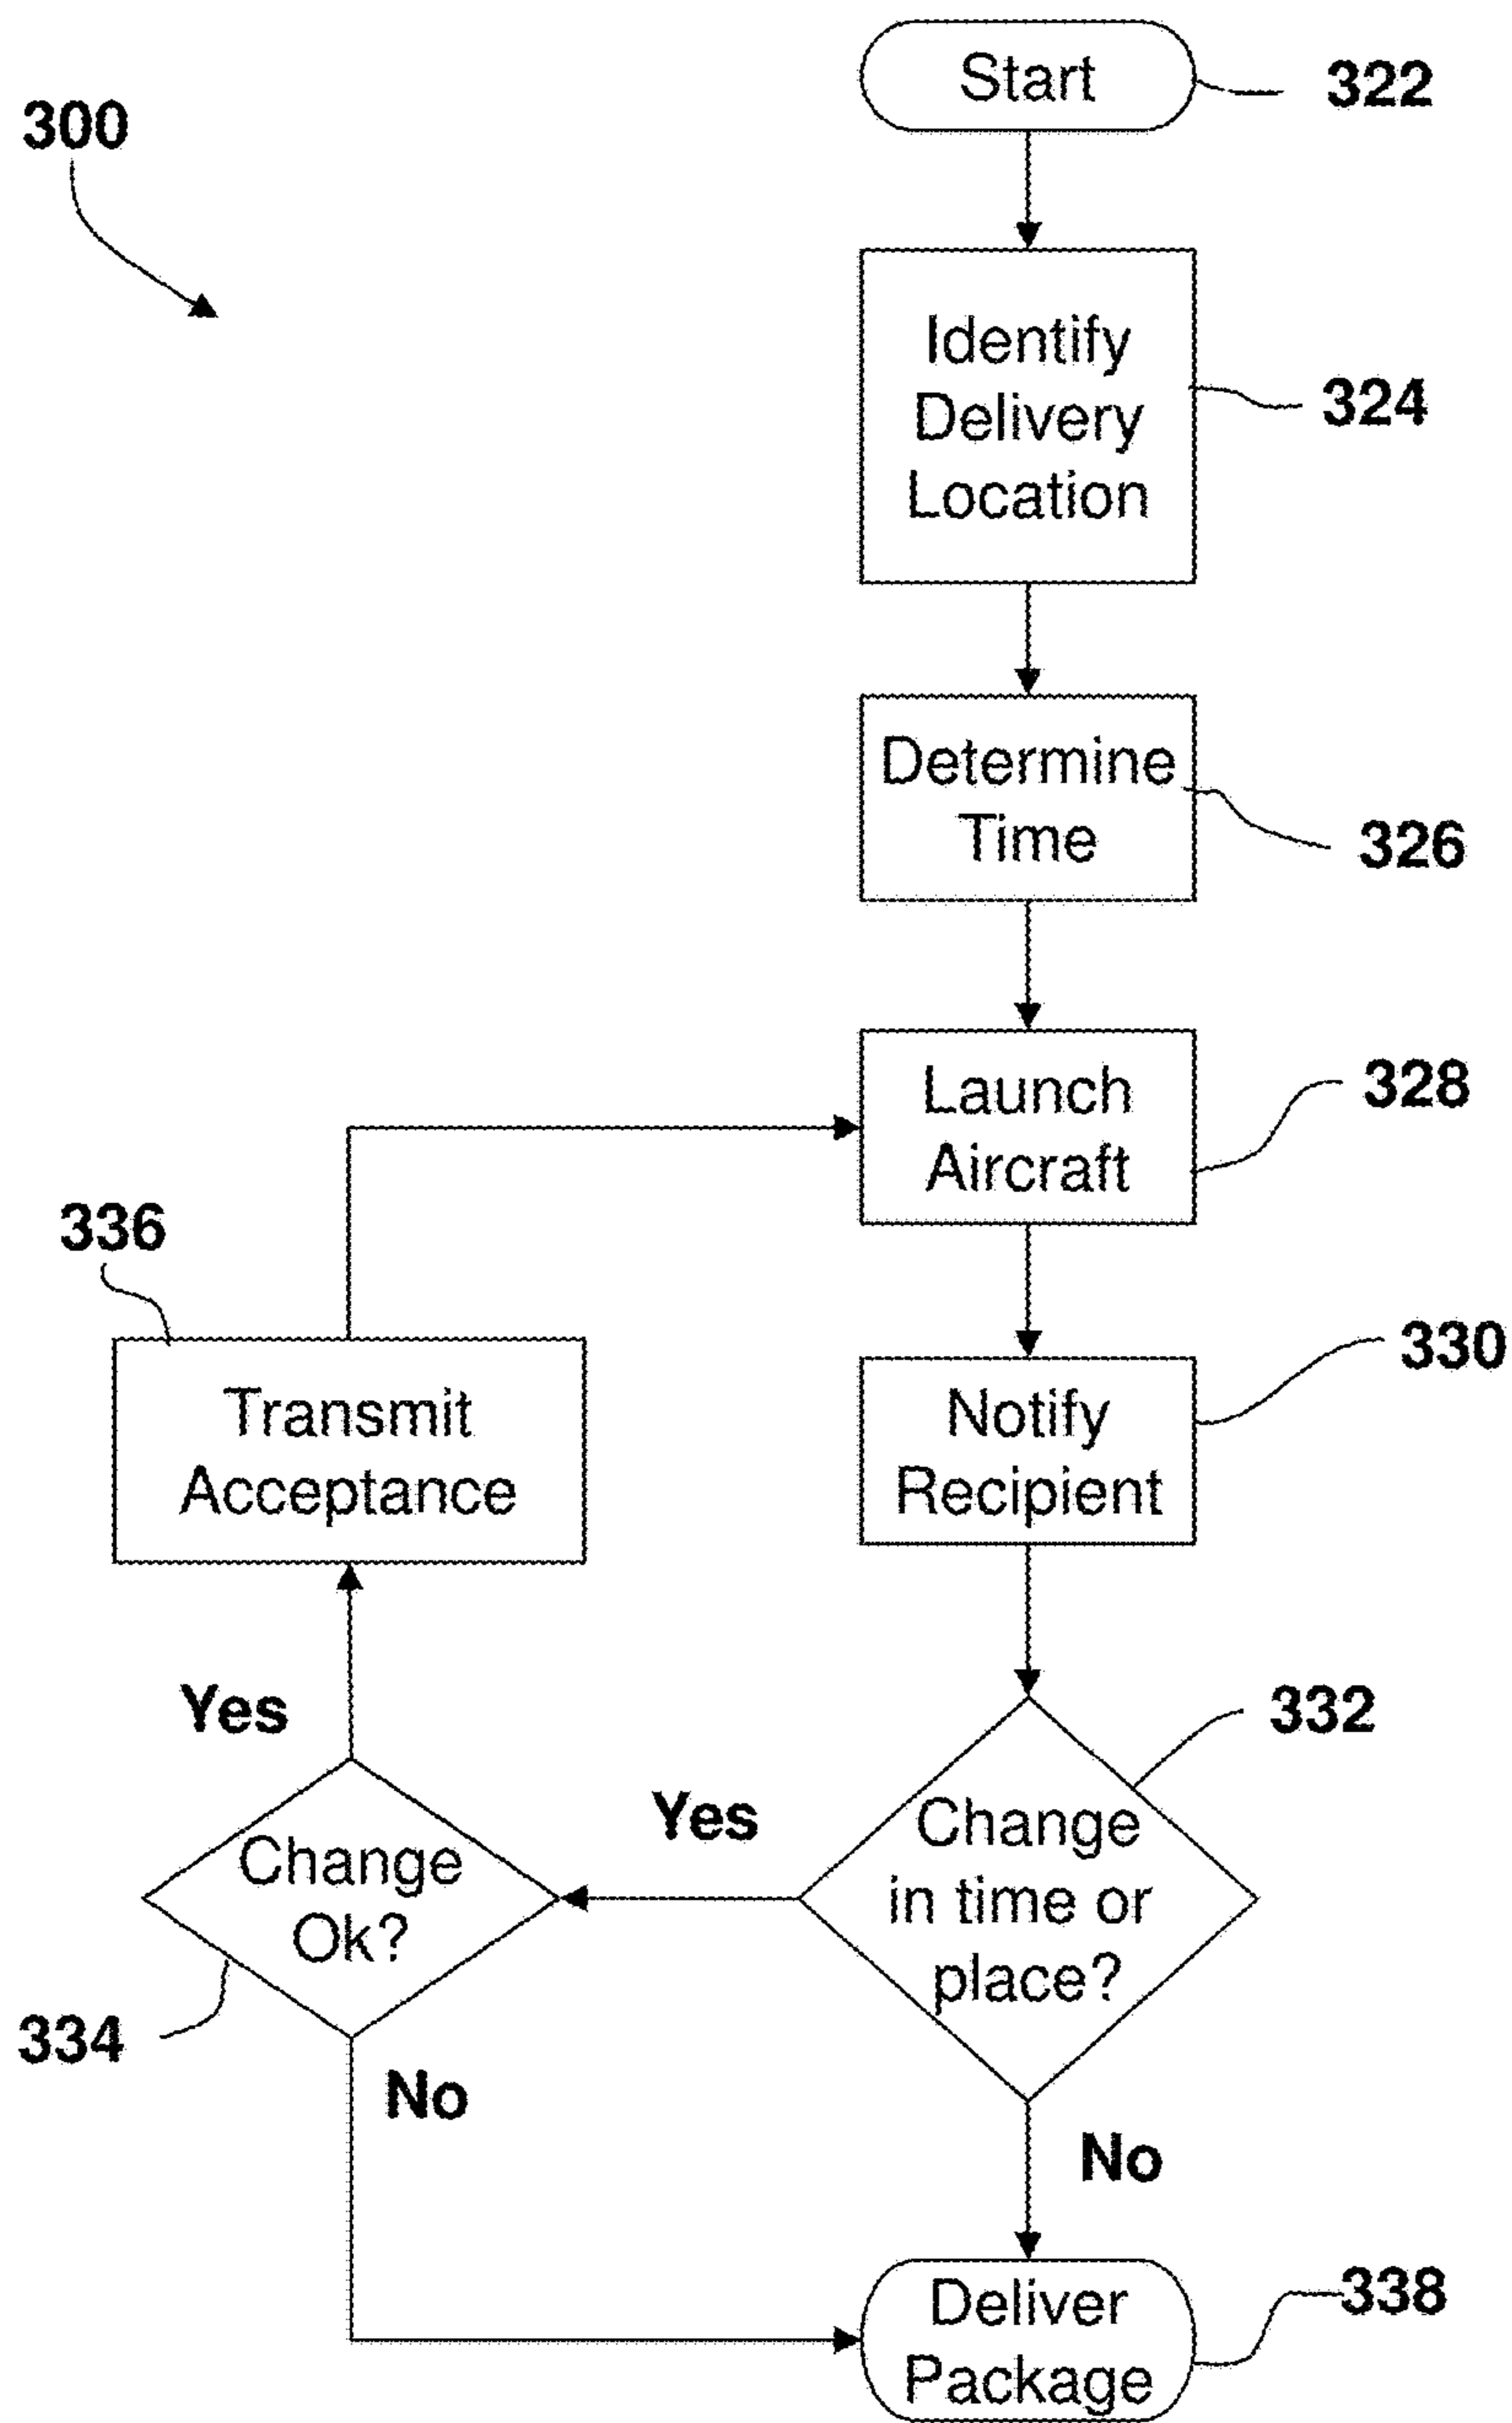 Start
322
300
Identify
Delivery
Location
324
Determine
Time
326
Launch
Aircraft
328
336
Transmit
Acceptance
Notify
Recipient
330
Yes
332
Change
Ok?
Yes
Change
in time or
place?
334
No
No
Deliver
Package
338